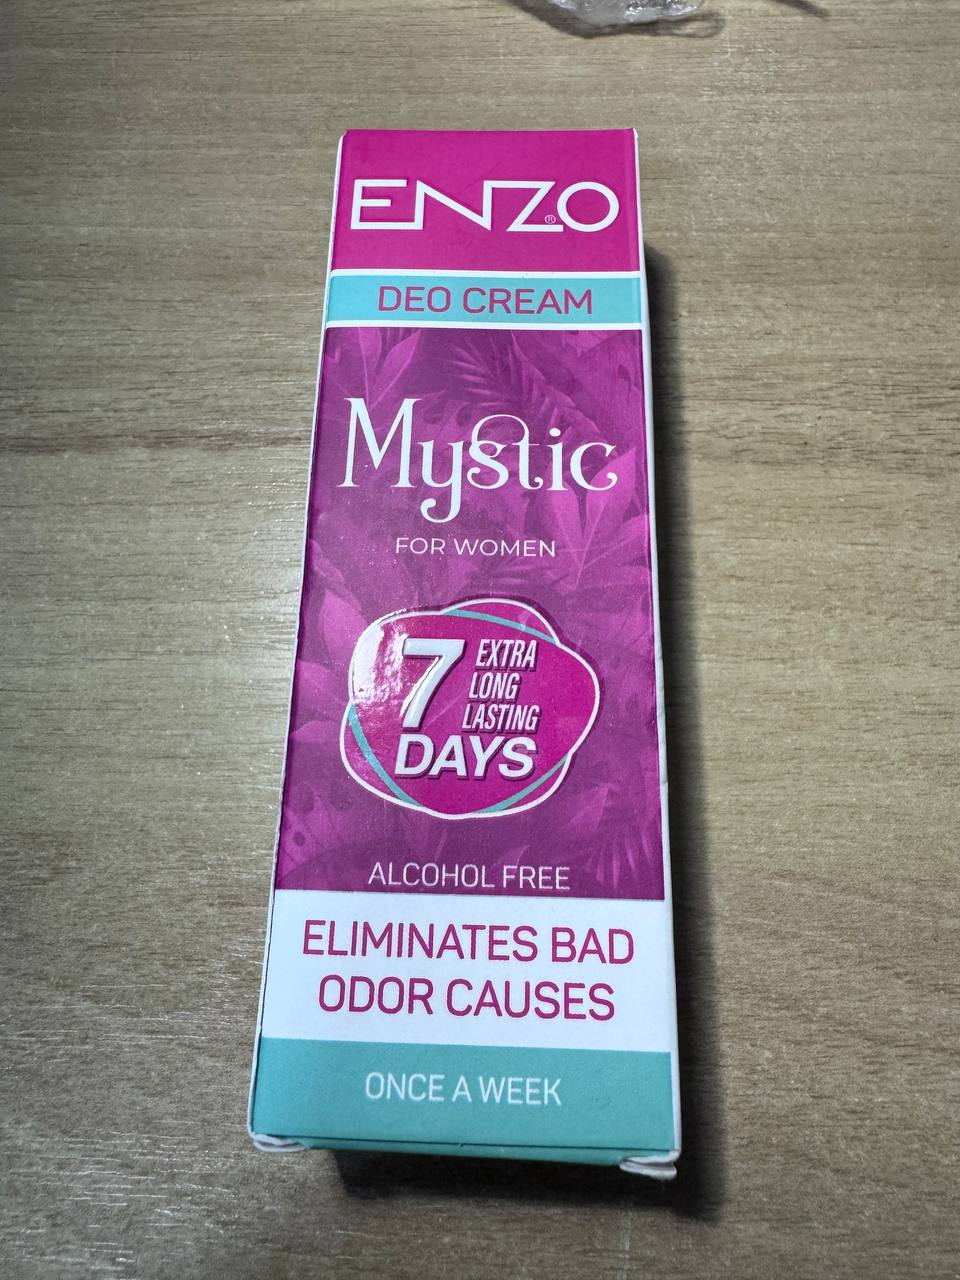 ENZO®
DEO CREAM
Mystic
FOR WOMEN
7 EXTRA
LONG
LASTING
DAYS
ALCOHOL FREE
ELIMINATES BAD
ODOR CAUSES
ONCE A WEEK